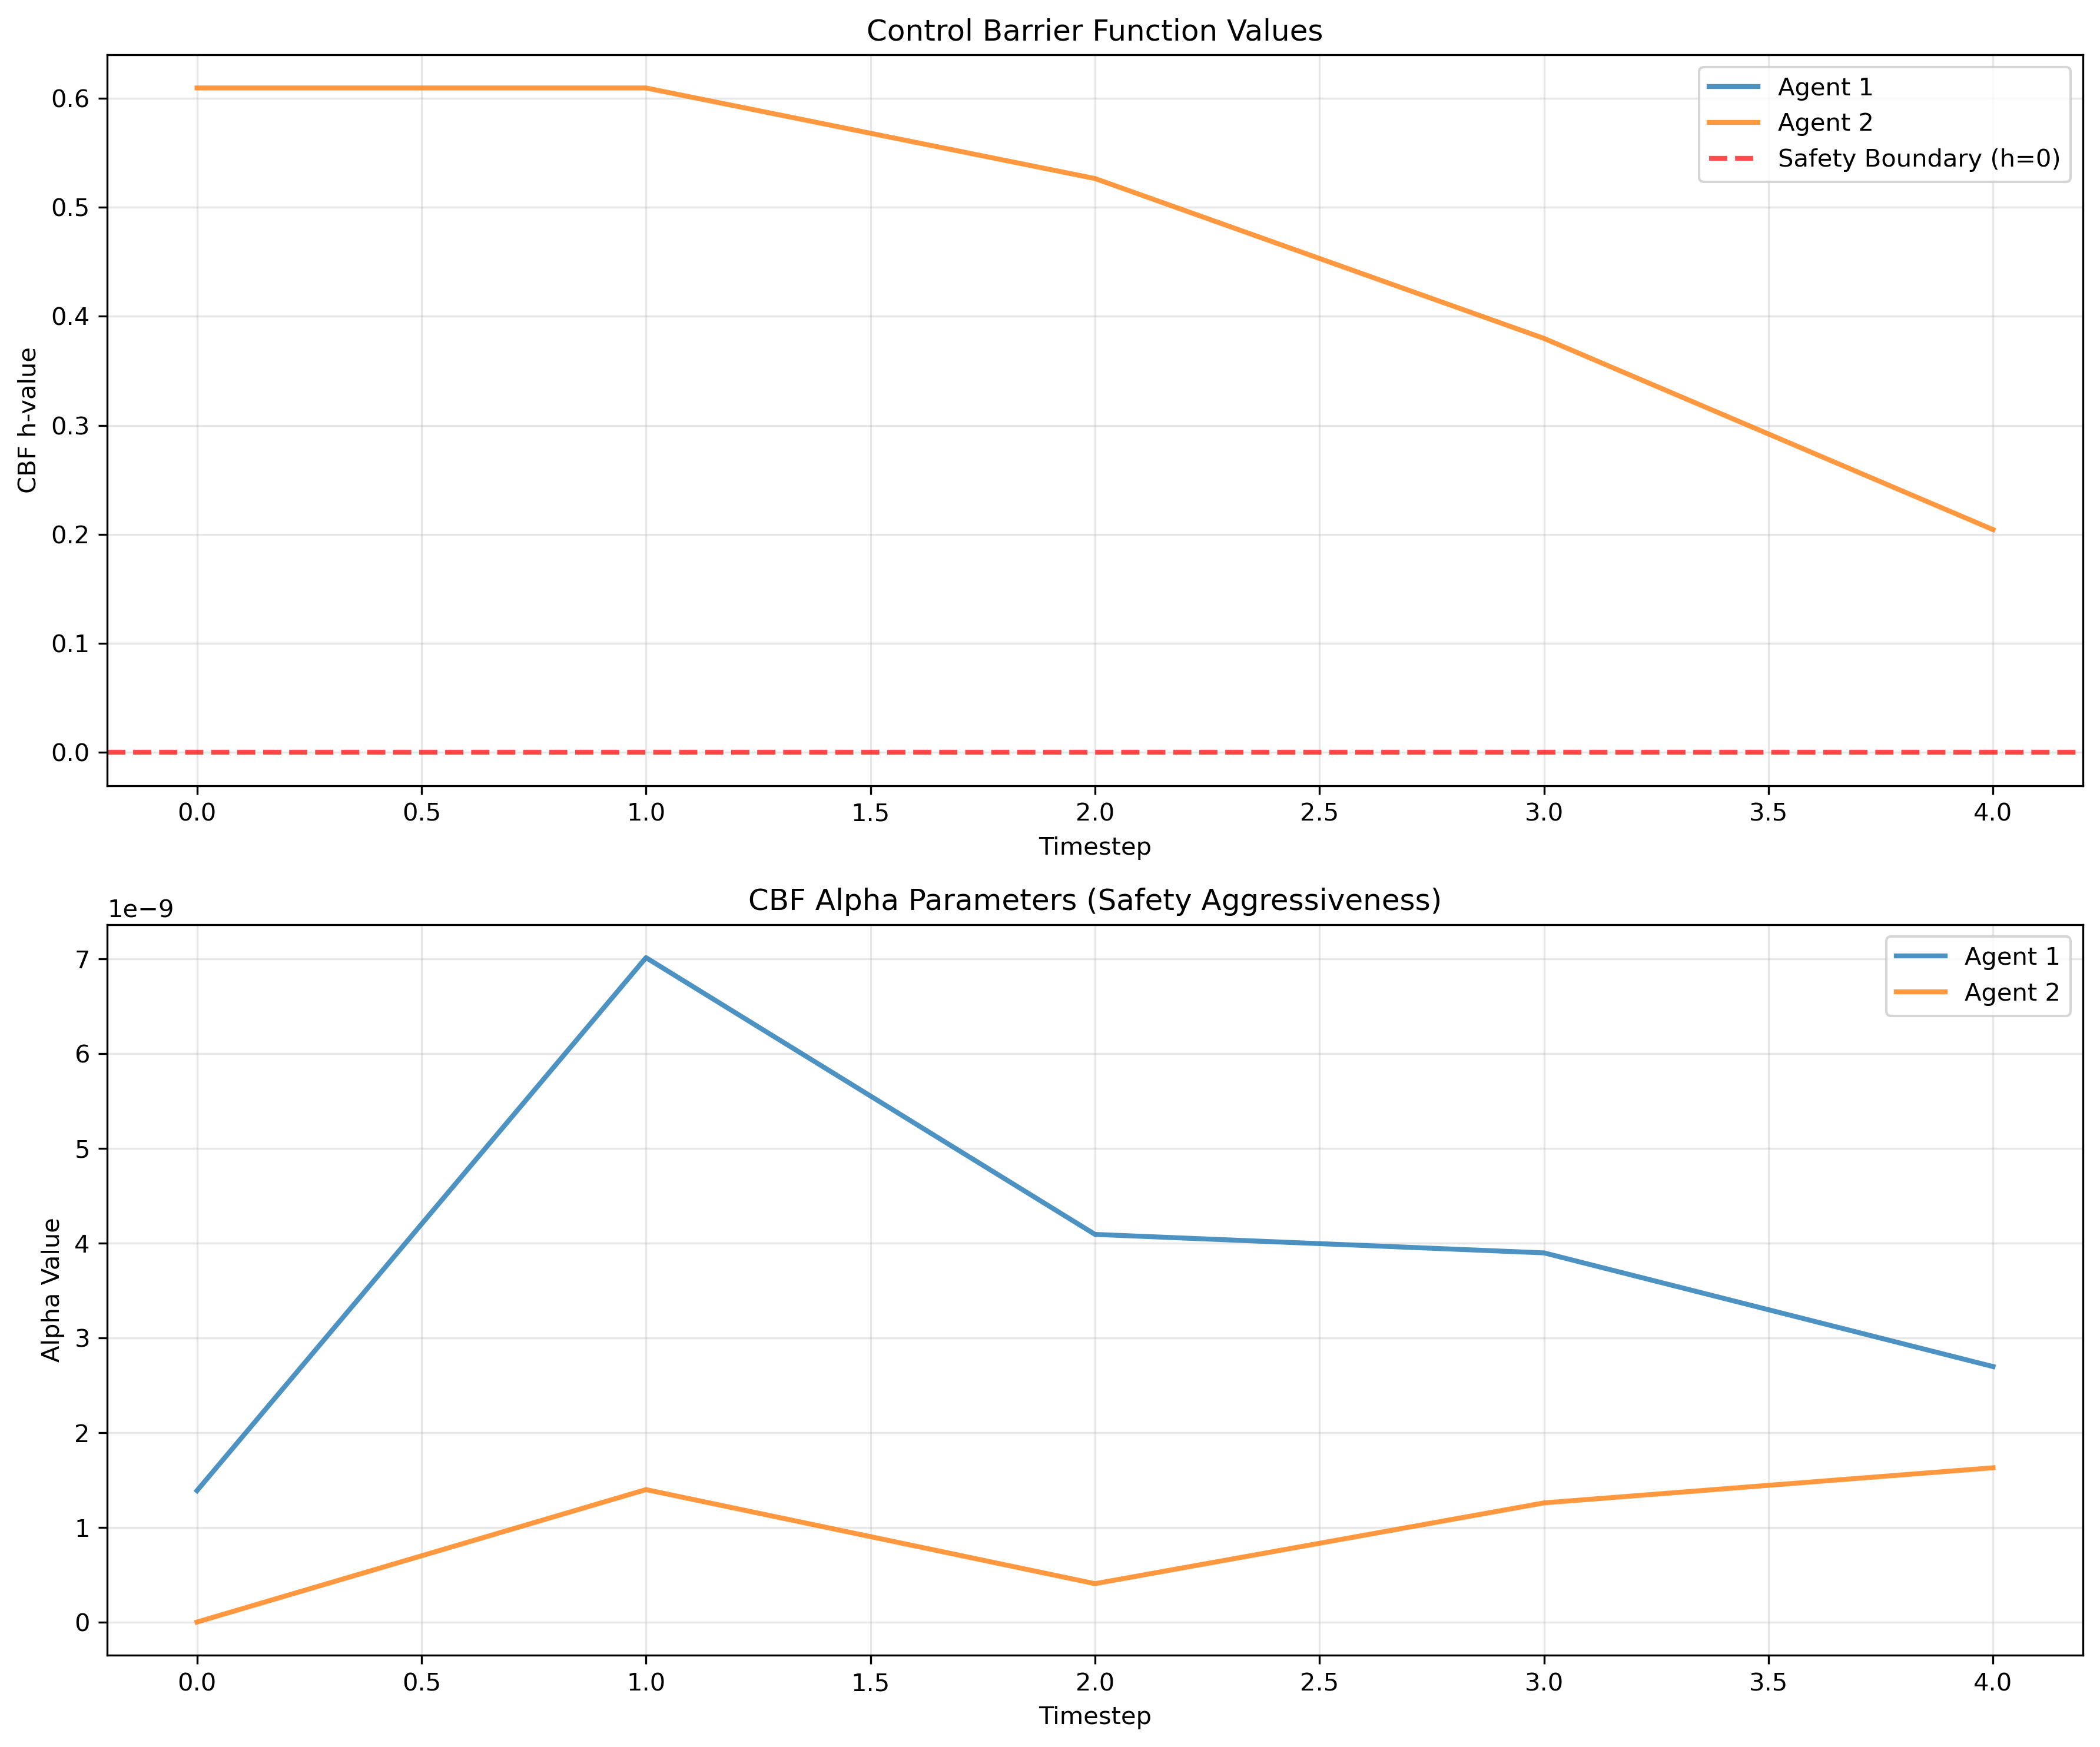 Control Barrier Function Values
Agent 1
Agent 2
Safety Boundary (h=0)
CBF h-value
0.6
0.5
0.4
0.3
0.2
0.1
0.0
0.0 0.5 1.0 1.5 2.0 2.5 3.0 3.5 4.0
Timestep
CBF Alpha Parameters (Safety Aggressiveness)
1e−9
Agent 1
Agent 2
Alpha Value
7
6
5
4
3
2
1
0
0.0 0.5 1.0 1.5 2.0 2.5 3.0 3.5 4.0
Timestep